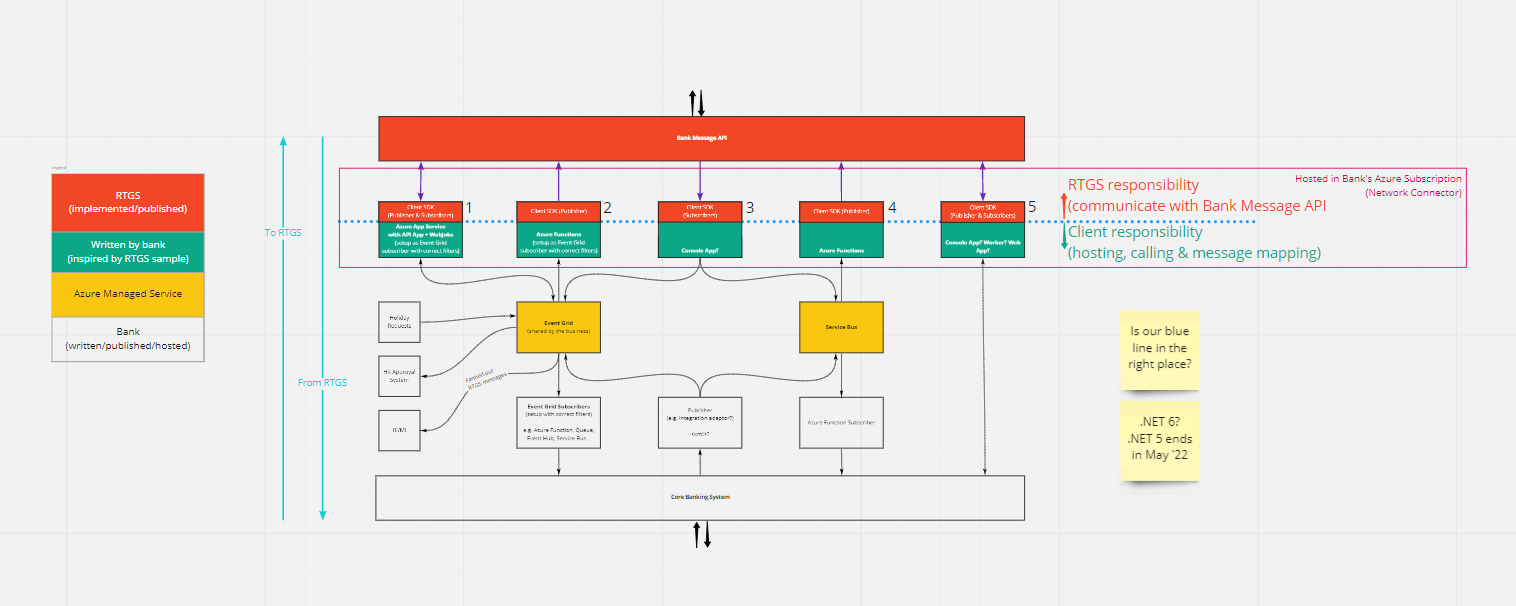 Bank Message API
Legend
RTGS
(implemented/published)
Written by bank
(inspired by RTGS sample)
Azure Managed Service
Bank
(written/published/hosted)
To RTGS
From RTGS
Hosted in Bank's Azure Subscription
(Network Connector)
RTGS responsibility
(communicate with Bank Message API
Client responsibility
(hosting, calling & message mapping)
Client SDK
(Publisher & Subscribers)
1
Azure App Service
with API App + WebJobs
(setup as Event Grid
subscriber with correct filters)
Client SDK (Publisher)
2
Azure Functions
(setup as Event Grid
subscriber with correct filters)
Client SDK
(Subscribers)
3
Console App?
Client SDK (Publisher)
4
Azure Functions
Client SDK
(Publisher & Subscribers)
5
Console App? Worker? Web
App?
Holiday
Requests
HR Approval
System
BI/MI
Fanned out
RTGS messages
Event Grid
(shared by the business)
Service Bus
Event Grid Subscribers
(setup with correct filters)
e.g. Azure Function, Queue,
Event Hub, Service Bus...
Publisher
(e.g. Integration adaptor?)
<xml>?
Azure Function Subscriber
Core Banking System
Is our blue
line in the
right place?
.NET 6?
.NET 5 ends
in May '22